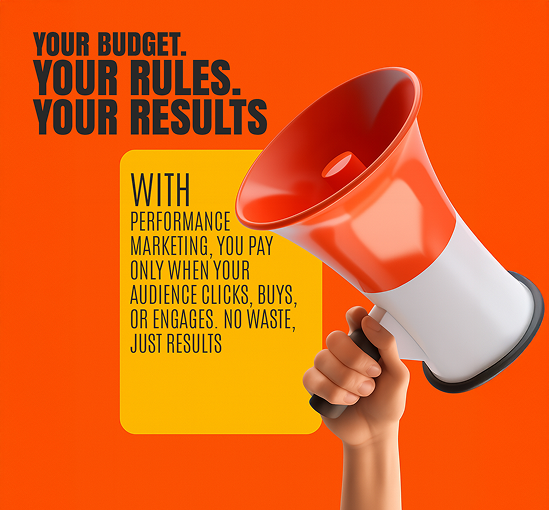 YOUR BUDGET.
YOUR RULES.
YOUR RESULTS
WITH
PERFORMANCE
MARKETING, YOU PAY
ONLY WHEN YOUR
AUDIENCE CLICKS, BUYS,
OR ENGAGES. NO WASTE,
JUST RESULTS